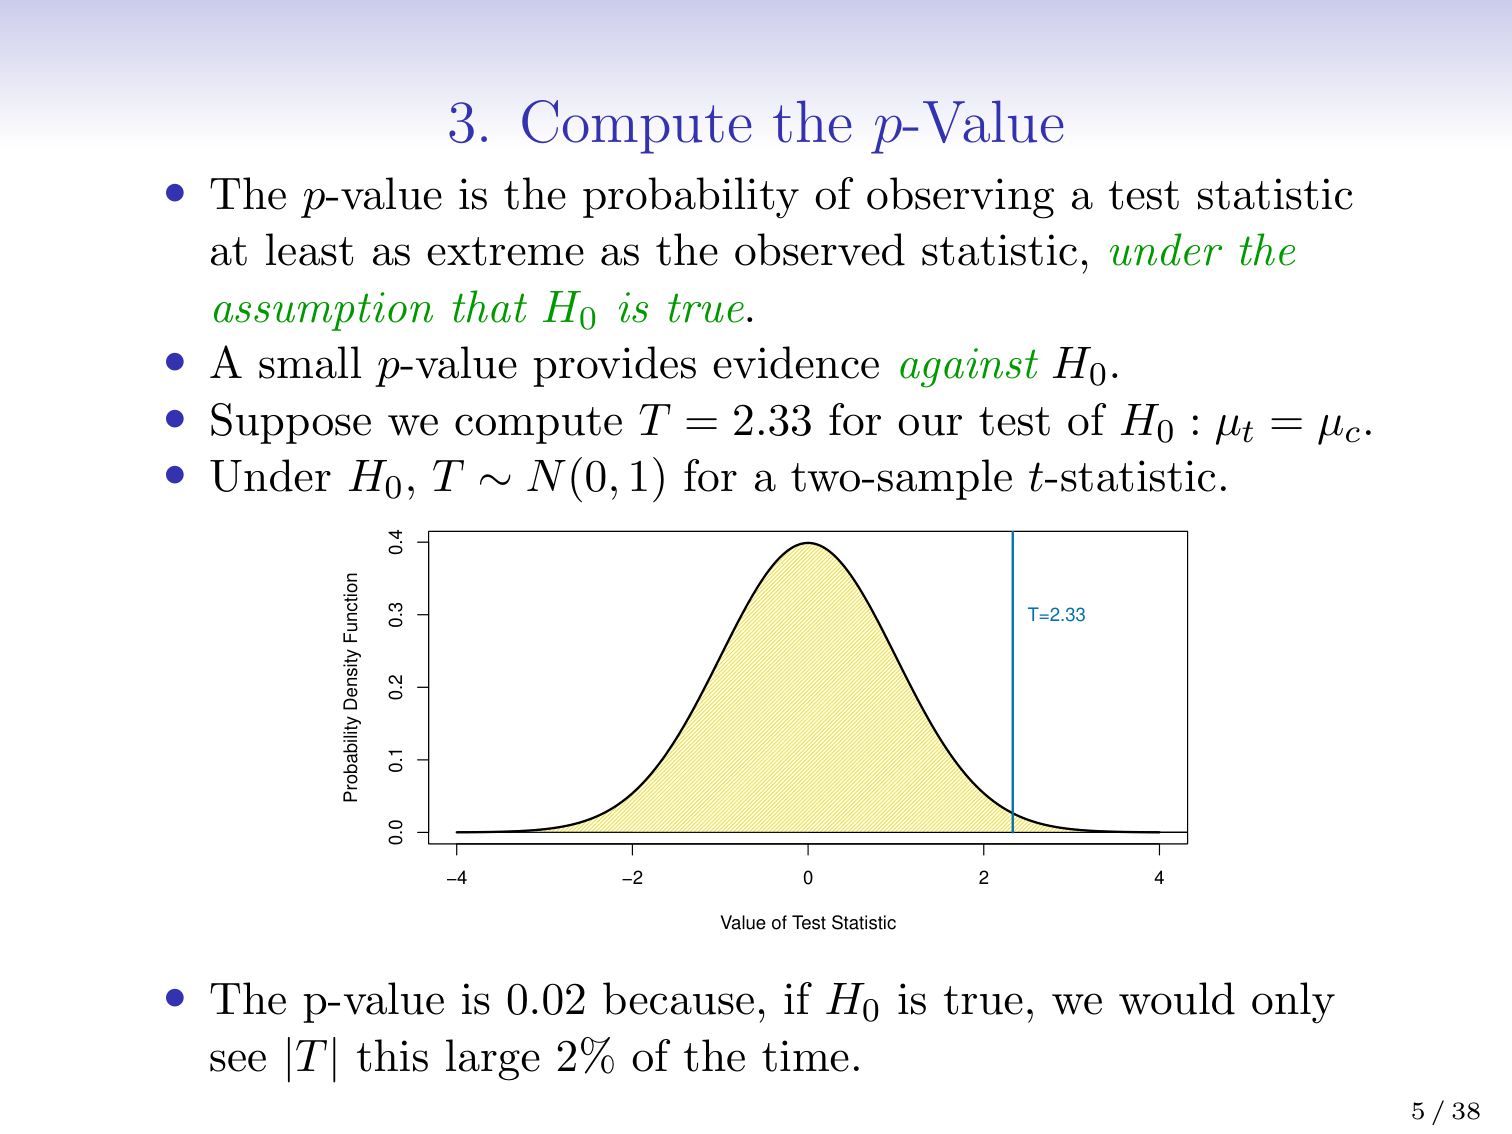 3. Compute the p-Value
• The p-value is the probability of observing a test statistic
at least as extreme as the observed statistic, under the
assumption that H₀ is true.
• A small p-value provides evidence against H₀.
• Suppose we compute T = 2.33 for our test of H₀ : μₜ = μ_c.
• Under H₀, T ∼ N(0, 1) for a two-sample t-statistic.
Probability Density Function
0.4
0.3
0.2
0.1
0.0
T=2.33
−4 −2 0 2 4
Value of Test Statistic
• The p-value is 0.02 because, if H₀ is true, we would only
see |T| this large 2% of the time.
5 / 38